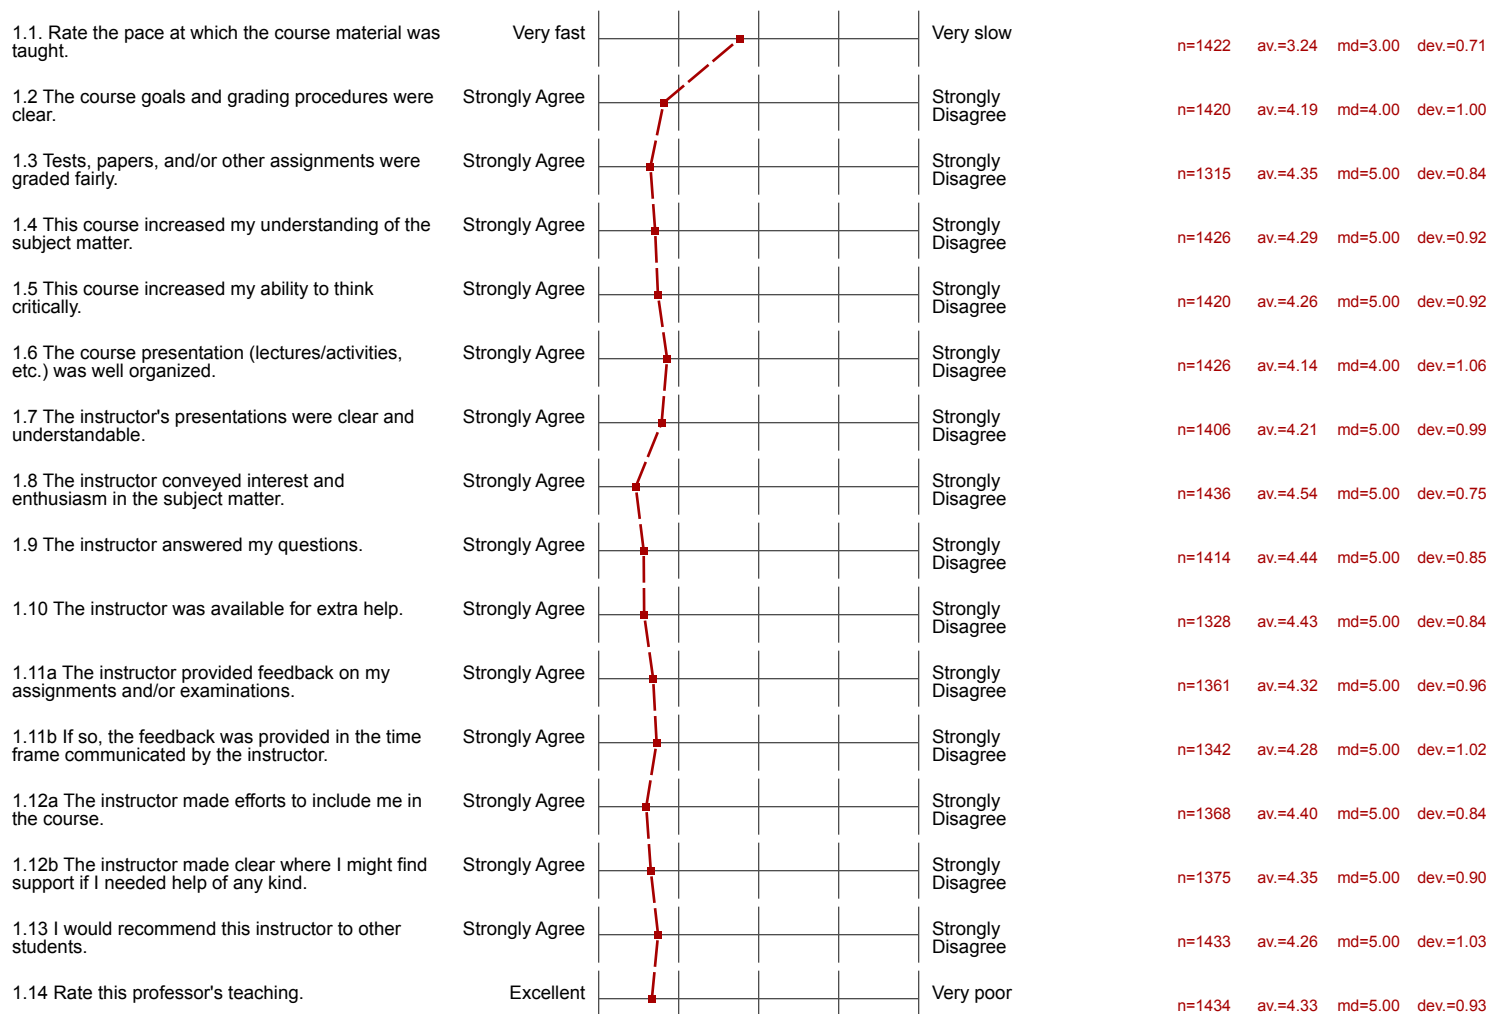 1.1. Rate the pace at which the course material was
taught.
Very fast
Very slow
n=1422 av.=3.24 md=3.00 dev.=0.71
1.2 The course goals and grading procedures were
clear.
Strongly Agree
Strongly
Disagree
n=1420 av.=4.19 md=4.00 dev.=1.00
1.3 Tests, papers, and/or other assignments were
graded fairly.
Strongly Agree
Strongly
Disagree
n=1315 av.=4.35 md=5.00 dev.=0.84
1.4 This course increased my understanding of the
subject matter.
Strongly Agree
Strongly
Disagree
n=1426 av.=4.29 md=5.00 dev.=0.92
1.5 This course increased my ability to think
critically.
Strongly Agree
Strongly
Disagree
n=1420 av.=4.26 md=5.00 dev.=0.92
1.6 The course presentation (lectures/activities,
etc.) was well organized.
Strongly Agree
Strongly
Disagree
n=1426 av.=4.14 md=4.00 dev.=1.06
1.7 The instructor's presentations were clear and
understandable.
Strongly Agree
Strongly
Disagree
n=1406 av.=4.21 md=5.00 dev.=0.99
1.8 The instructor conveyed interest and
enthusiasm in the subject matter.
Strongly Agree
Strongly
Disagree
n=1436 av.=4.54 md=5.00 dev.=0.75
1.9 The instructor answered my questions.
Strongly Agree
Strongly
Disagree
n=1414 av.=4.44 md=5.00 dev.=0.85
1.10 The instructor was available for extra help.
Strongly Agree
Strongly
Disagree
n=1328 av.=4.43 md=5.00 dev.=0.84
1.11a The instructor provided feedback on my
assignments and/or examinations.
Strongly Agree
Strongly
Disagree
n=1361 av.=4.32 md=5.00 dev.=0.96
1.11b If so, the feedback was provided in the time
frame communicated by the instructor.
Strongly Agree
Strongly
Disagree
n=1342 av.=4.28 md=5.00 dev.=1.02
1.12a The instructor made efforts to include me in
the course.
Strongly Agree
Strongly
Disagree
n=1368 av.=4.40 md=5.00 dev.=0.84
1.12b The instructor made clear where I might find
support if I needed help of any kind.
Strongly Agree
Strongly
Disagree
n=1375 av.=4.35 md=5.00 dev.=0.90
1.13 I would recommend this instructor to other
students.
Strongly Agree
Strongly
Disagree
n=1433 av.=4.26 md=5.00 dev.=1.03
1.14 Rate this professor's teaching.
Excellent
Very poor
n=1434 av.=4.33 md=5.00 dev.=0.93